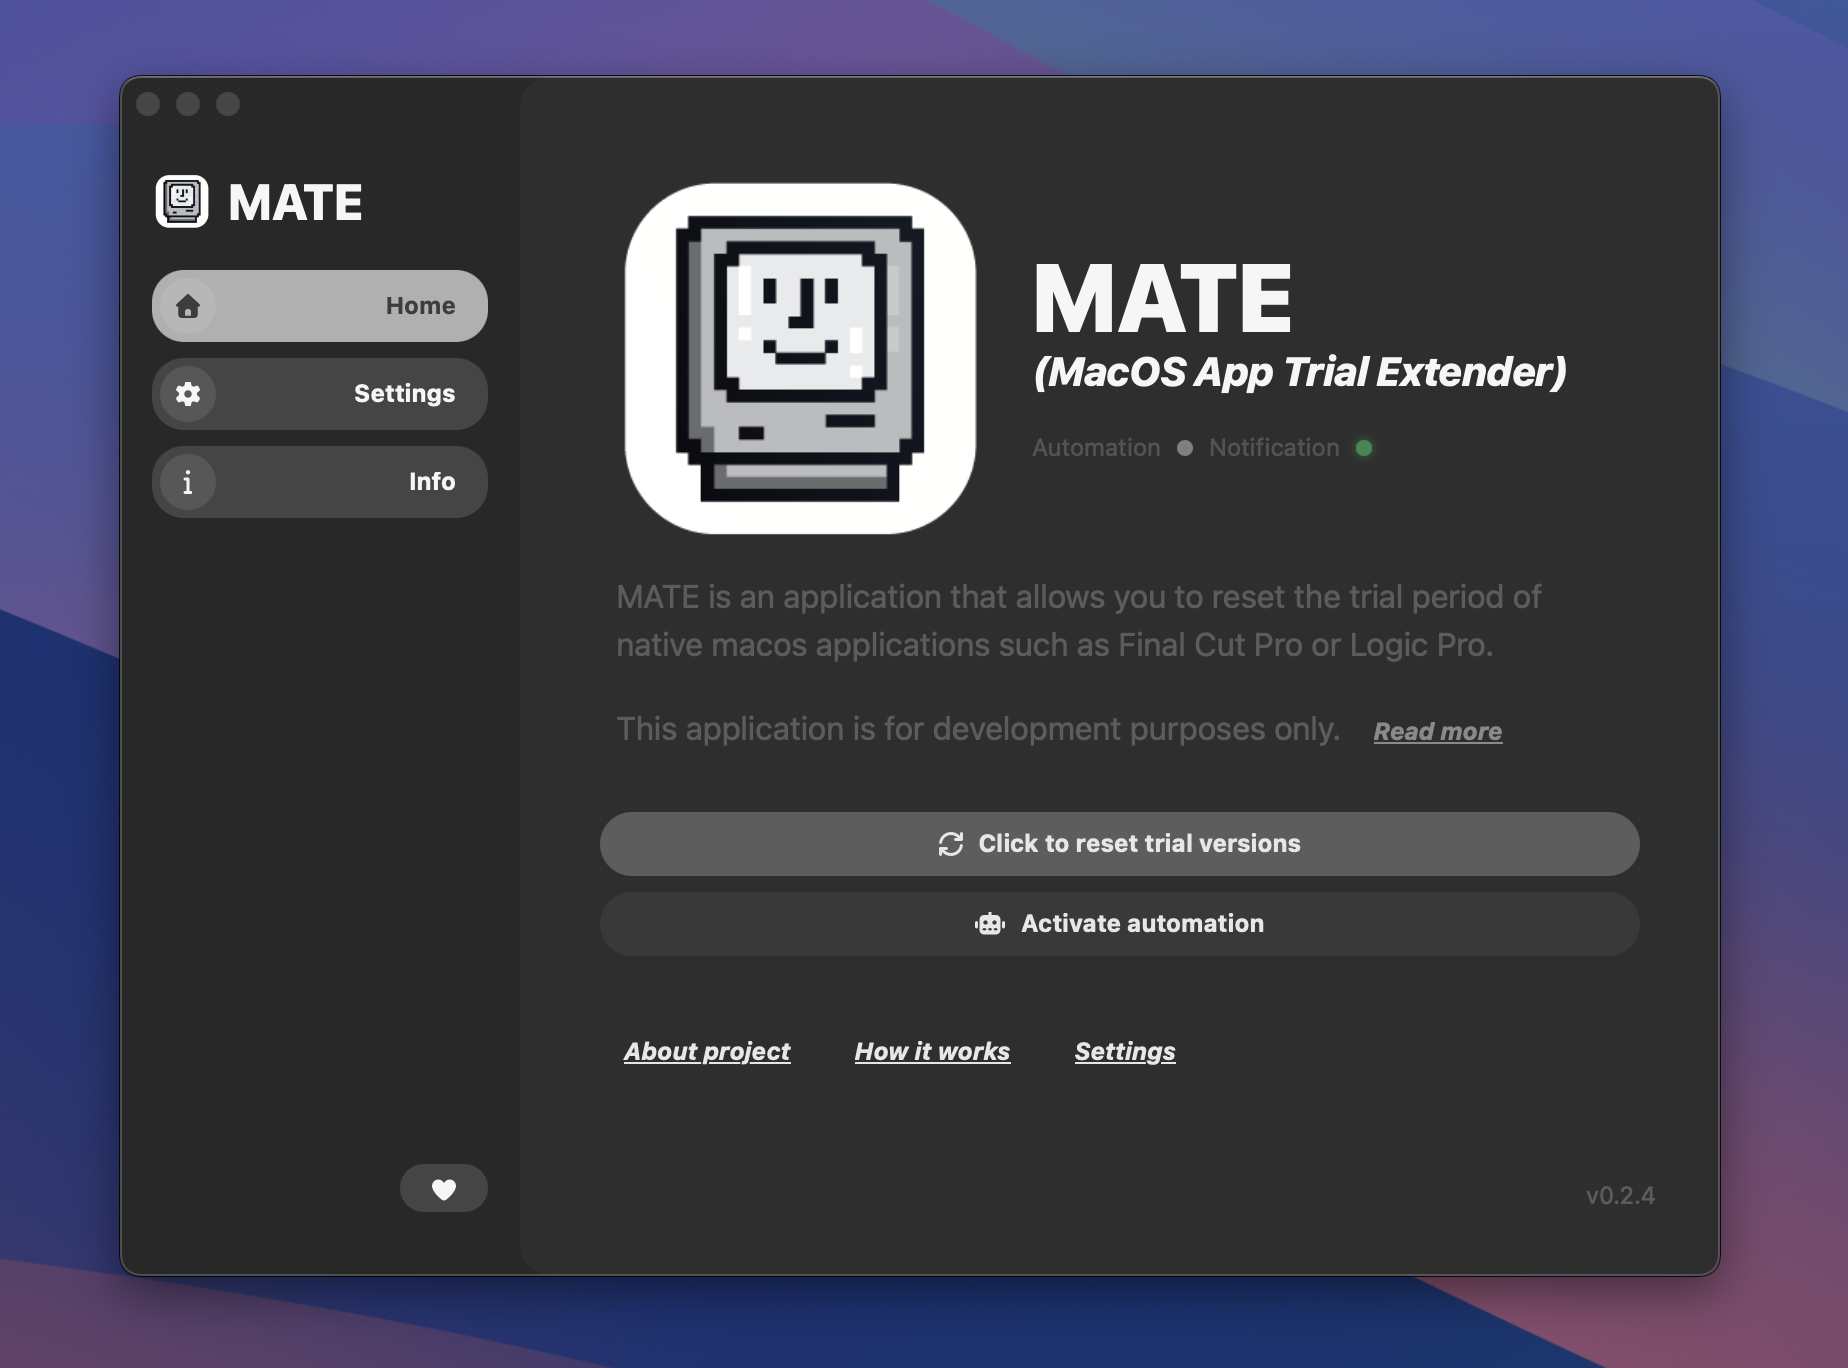 MATE
Home
Settings
Info
MATE
(MacOS App Trial Extender)
Automation Notification
MATE is an application that allows you to reset the trial period of
native macos applications such as Final Cut Pro or Logic Pro.
This application is for development purposes only. Read more
Click to reset trial versions
Activate automation
About project How it works Settings
v0.2.4